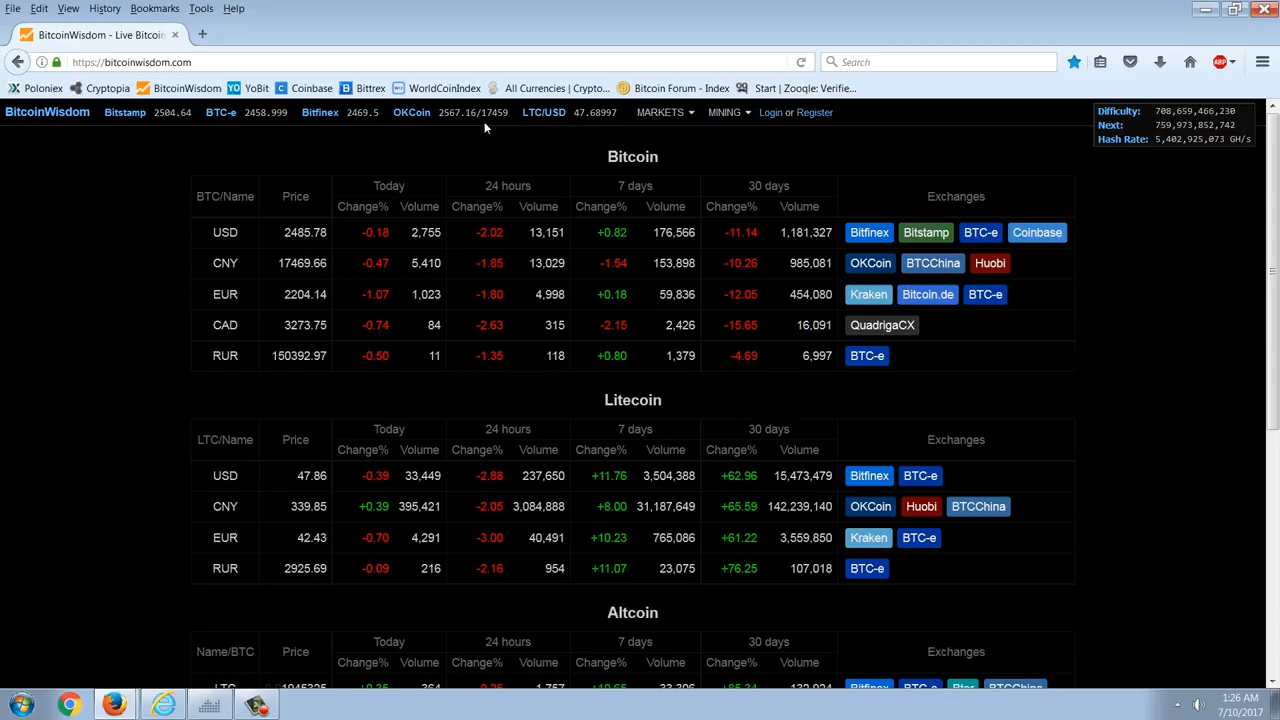 File Edit View History Bookmarks Tools Help
BitcoinWisdom - Live Bitcoin
https://bitcoinwisdom.com Search ABP
Poloniex Cryptopia BitcoinWisdom YO YoBit C Coinbase B Bittrex WorldCoinIndex All Currencies | Crypto... Bitcoin Forum - Index Start | Zooqle: Verifie...
BitcoinWisdom Bitstamp 2504.64 BTC-e 2458.999 Bitfinex 2469.5 OKCoin 2567.16/17459 LTC/USD 47.68997 MARKETS MINING Login or Register
Difficulty: 708,659,466,230
Next: 759,973,852,742
Hash Rate: 5,402,925,073 GH/s
Bitcoin
BTC/Name Price Today 24 hours 7 days 30 days Exchanges
Change% Volume Change% Volume Change% Volume Change% Volume
USD 2485.78 -0.18 2,755 -2.02 13,151 +0.82 176,566 -11.14 1,181,327 Bitfinex Bitstamp BTC-e Coinbase
CNY 17469.66 -0.47 5,410 -1.85 13,029 -1.54 153,898 -10.26 985,081 OKCoin BTCChina Huobi
EUR 2204.14 -1.07 1,023 -1.80 4,998 +0.18 59,836 -12.05 454,080 Kraken Bitcoin.de BTC-e
CAD 3273.75 -0.74 84 -2.63 315 -2.15 2,426 -15.65 16,091 QuadrigaCX
RUR 150392.97 -0.50 11 -1.35 118 +0.80 1,379 -4.69 6,997 BTC-e
Litecoin
LTC/Name Price Today 24 hours 7 days 30 days Exchanges
Change% Volume Change% Volume Change% Volume Change% Volume
USD 47.86 -0.39 33,449 -2.88 237,650 +11.76 3,504,388 +62.96 15,473,479 Bitfinex BTC-e
CNY 339.85 +0.39 395,421 -2.05 3,084,888 +8.00 31,187,649 +65.59 142,239,140 OKCoin Huobi BTCChina
EUR 42.43 -0.70 4,291 -3.00 40,491 +10.23 765,086 +61.22 3,559,850 Kraken BTC-e
RUR 2925.69 -0.09 216 -2.16 954 +11.07 23,075 +76.25 107,018 BTC-e
Altcoin
Name/BTC Price Today 24 hours 7 days 30 days Exchanges
Change% Volume Change% Volume Change% Volume Change% Volume
LTC Bitfinex BTC-e Bter BTCChina
1:26 AM
7/10/2017